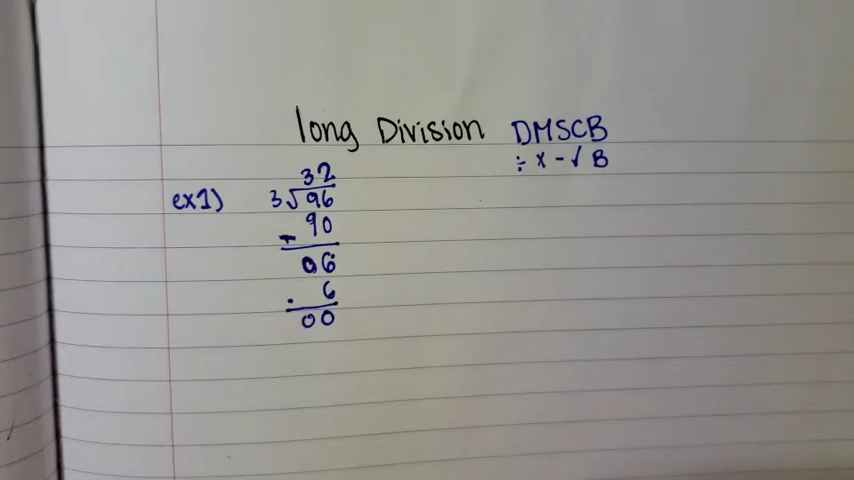 long Division DMSCB
÷ x - √ B
32
ex1) 3√96
- 90
06
- 6
00